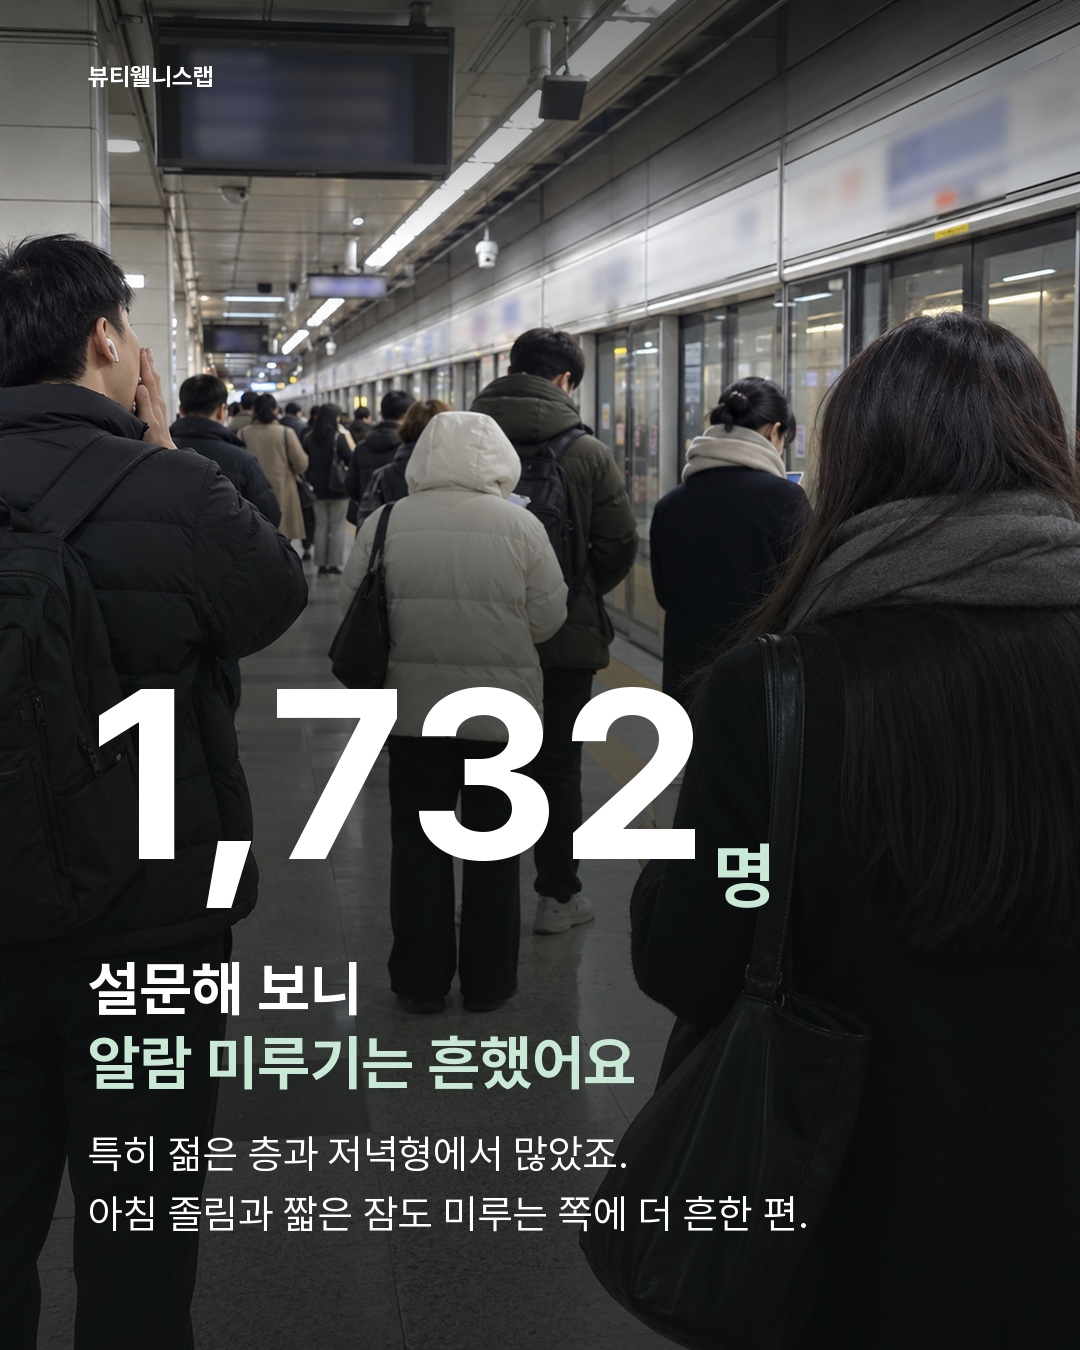 뷰티웰니스랩
1,732명
설문해 보니
알람 미루기는 흔했어요
특히 젊은 층과 저녁형에서 많았죠.
아침 졸림과 짧은 잠도 미루는 쪽에 더 흔한 편.